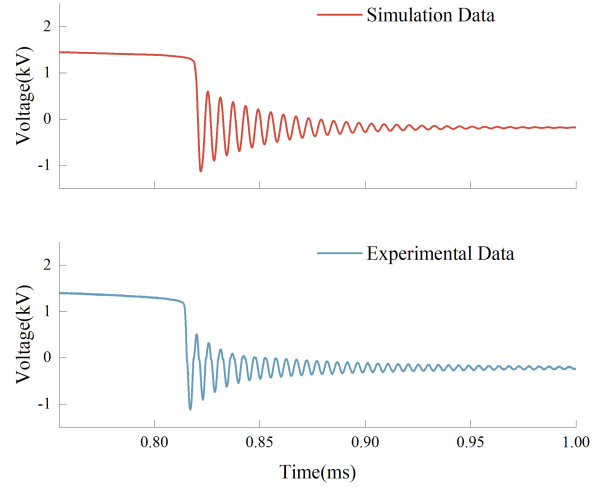 Simulation Data
2
1
0
-1
Voltage(kV)
Experimental Data
2
1
0
-1
Voltage(kV)
0.80 0.85 0.90 0.95 1.00
Time(ms)